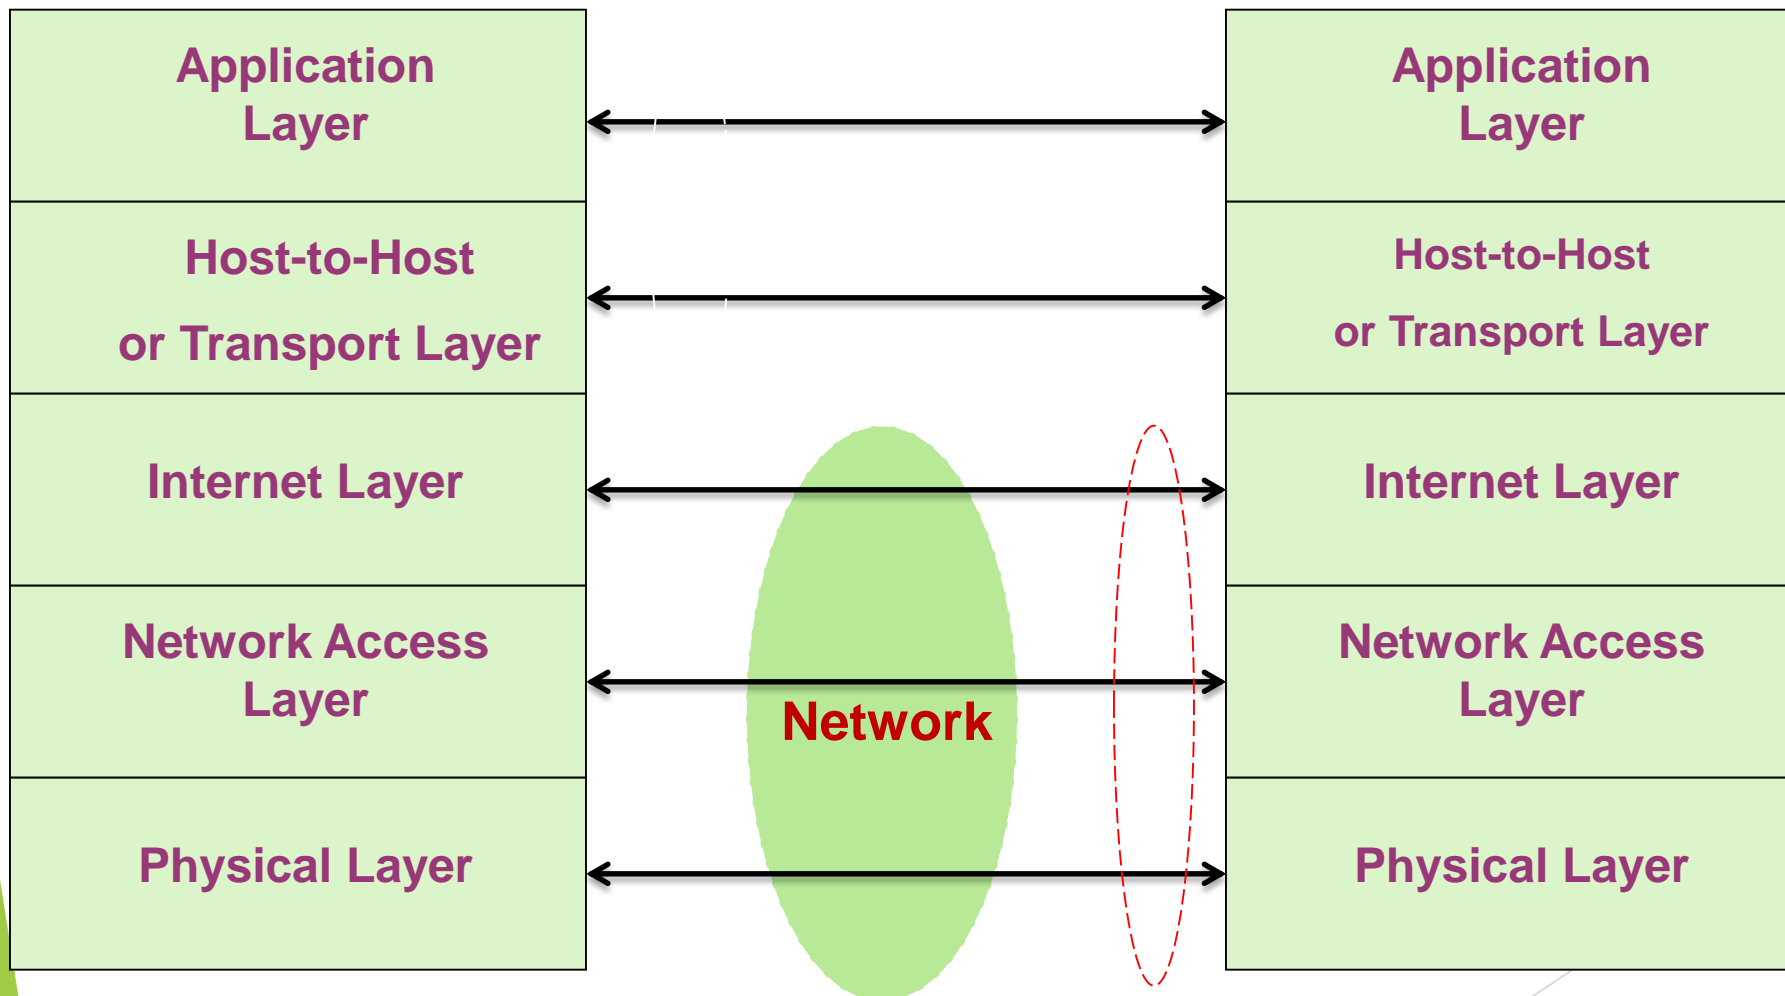 Application
Layer
Host-to-Host
or Transport Layer
Internet Layer
Network Access
Layer
Physical Layer
Network
Application
Layer
Host-to-Host
or Transport Layer
Internet Layer
Network Access
Layer
Physical Layer